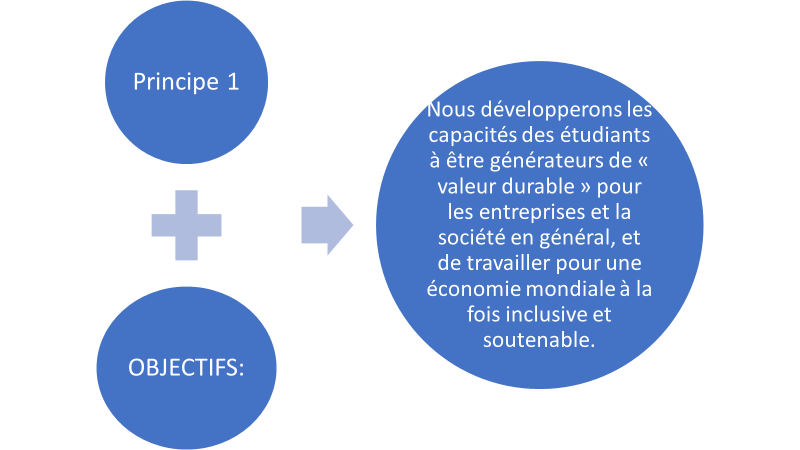 Principe 1
OBJECTIFS:
Nous développerons les
capacités des étudiants
à être générateurs de «
valeur durable » pour
les entreprises et la
société en général, et
de travailler pour une
économie mondiale à la
fois inclusive et
soutenable.